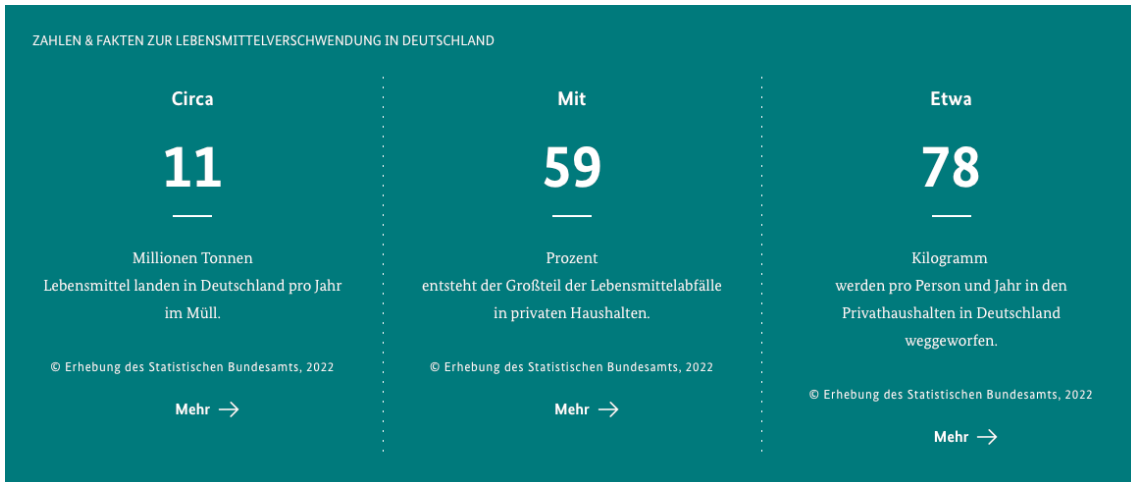 ZAHLEN & FAKTEN ZUR LEBENSMITTELVERSCHWENDUNG IN DEUTSCHLAND
Circa
11
Millionen Tonnen
Lebensmittel landen in Deutschland pro Jahr
im Müll.
© Erhebung des Statistischen Bundesamts, 2022
Mehr →
Mit
59
Prozent
entsteht der Großteil der Lebensmittelabfälle
in privaten Haushalten.
© Erhebung des Statistischen Bundesamts, 2022
Mehr →
Etwa
78
Kilogramm
werden pro Person und Jahr in den
Privathaushalten in Deutschland
weggeworfen.
© Erhebung des Statistischen Bundesamts, 2022
Mehr →